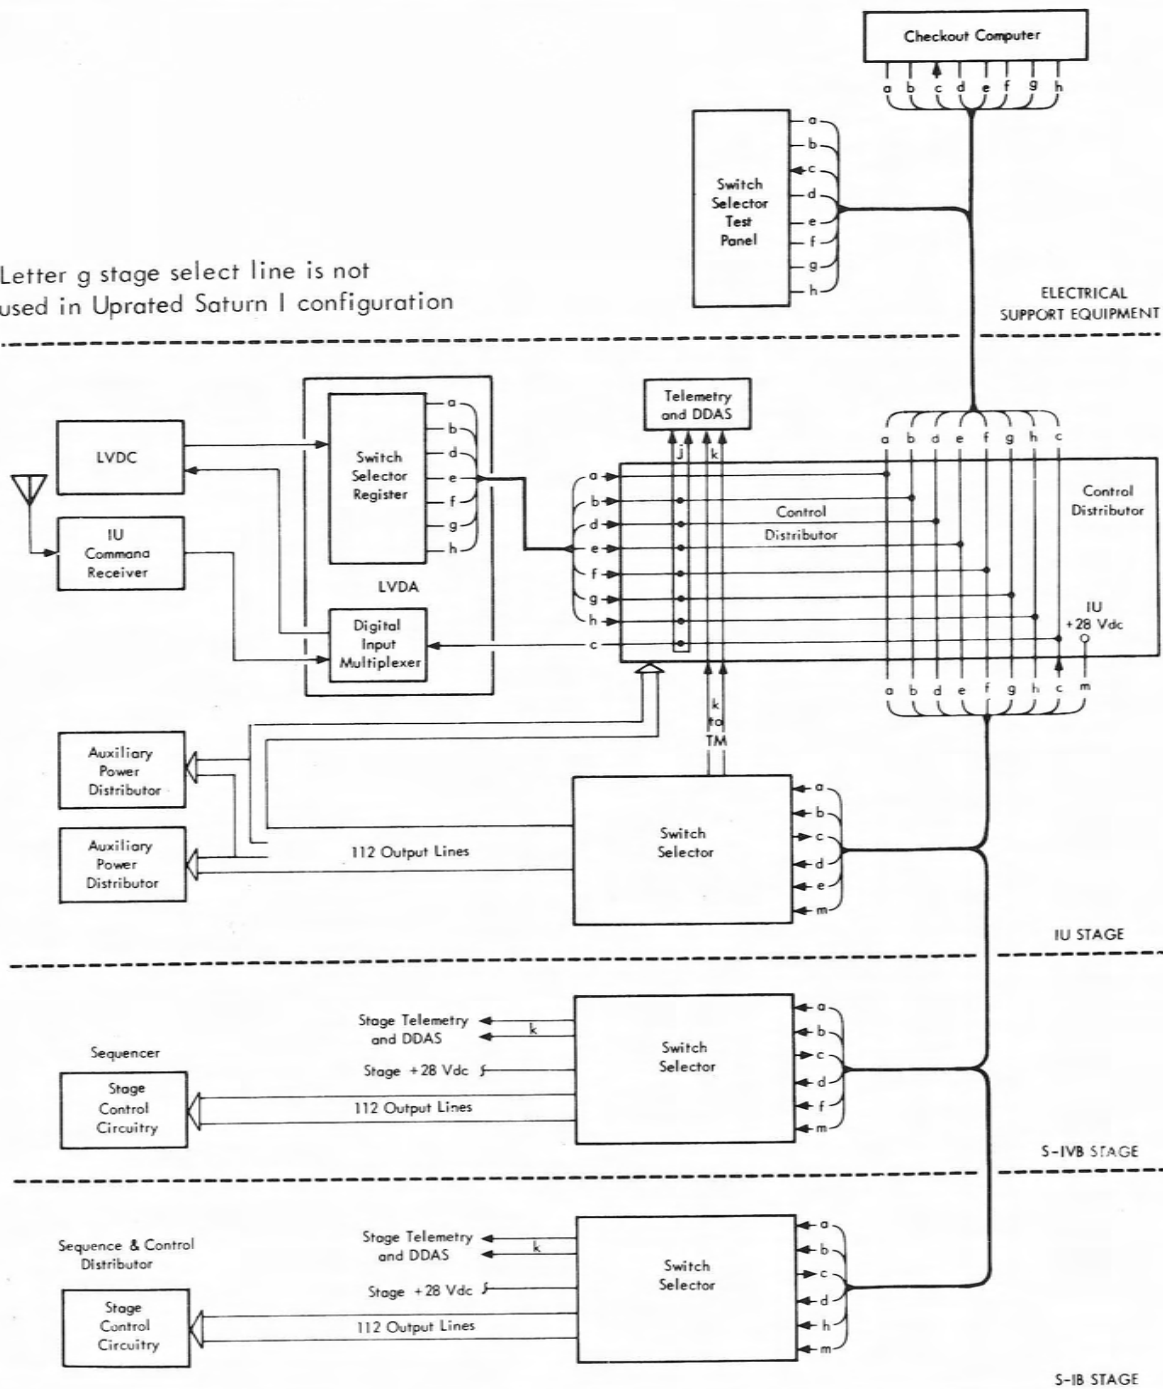 Checkout Computer
a b c d e f g h
Switch
Selector
Test
Panel
a
b
c
d
e
f
g
h
Letter g stage select line is not
used in Uprated Saturn I configuration
ELECTRICAL
SUPPORT EQUIPMENT
LVDC
IU
Command
Receiver
Switch
Selector
Register
a
b
d
e
f
g
h
LVDA
Digital
Input
Multiplexer
Telemetry
and DDAS
j k
a
b
d
e
f
g
h
c
Control
Distributor
a b d e f g h c
Control
Distributor
IU
+28 Vdc
a b d e f g h c m
k
to
TM
Auxiliary
Power
Distributor
Auxiliary
Power
Distributor
112 Output Lines
Switch
Selector
a
b
c
d
e
m
IU STAGE
Stage Telemetry
and DDAS
k
Stage +28 Vdc
Sequencer
Stage
Control
Circuitry
112 Output Lines
Switch
Selector
a
b
c
d
f
m
S-IVB STAGE
Sequence & Control
Distributor
Stage
Control
Circuitry
Stage Telemetry
and DDAS
k
Stage +28 Vdc
112 Output Lines
Switch
Selector
a
b
c
d
h
m
S-IB STAGE